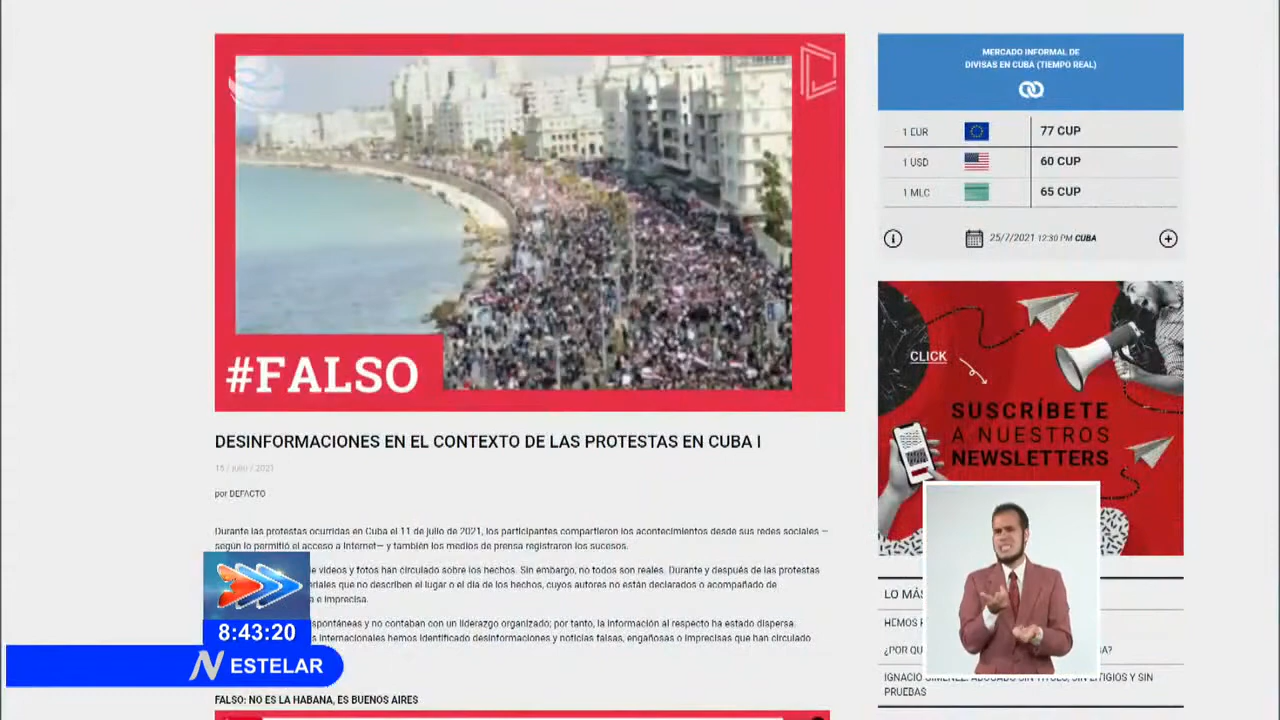 #FALSO
DESINFORMACIONES EN EL CONTEXTO DE LAS PROTESTAS EN CUBA I
15 / julio / 2021
por DEFACTO
Durante las protestas ocurridas en Cuba el 11 de julio de 2021, los participantes compartieron los acontecimientos desde sus redes sociales —
según lo permitió el acceso a Internet— y también los medios de prensa registraron los sucesos.
e videos y fotos han circulado sobre los hechos. Sin embargo, no todos son reales. Durante y después de las protestas
eriales que no describen el lugar o el día de los hechos, cuyos autores no están declarados o acompañado de
a e imprecisa.
spontáneas y no contaban con un liderazgo organizado; por tanto, la información al respecto ha estado dispersa.
s internacionales hemos identificado desinformaciones y noticias falsas, engañosas o imprecisas que han circulado
FALSO: NO ES LA HABANA, ES BUENOS AIRES
8:43:20
N ESTELAR
MERCADO INFORMAL DE
DIVISAS EN CUBA (TIEMPO REAL)
1 EUR 77 CUP
1 USD 60 CUP
1 MLC 65 CUP
25/7/2021 12:30 PM CUBA
CLICK
SUSCRÍBETE
A NUESTROS
NEWSLETTERS
LO MÁS
HEMOS
¿POR QU
A?
IGNACIO GIMÉNEZ: ABOGADO SIN TÍTULO, SIN LITIGIOS Y SIN
PRUEBAS